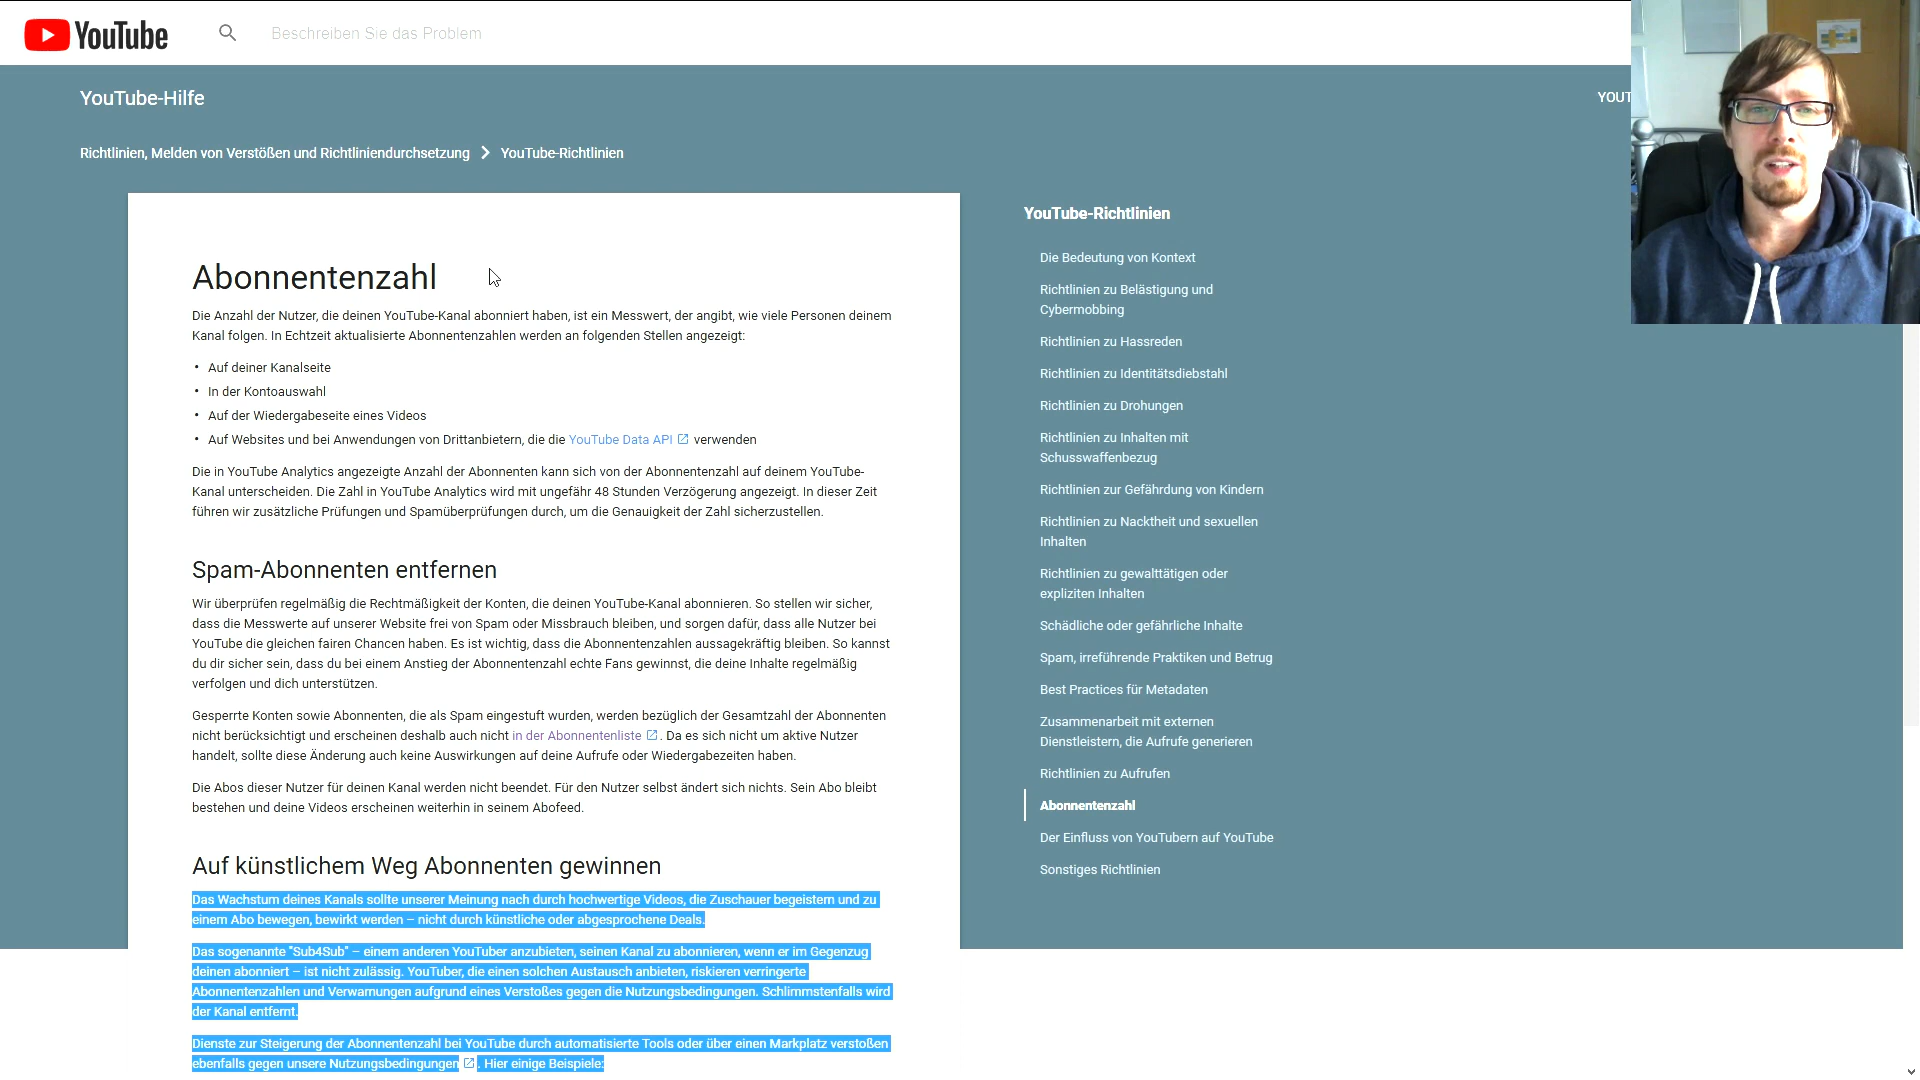 YouTube
Beschreiben Sie das Problem
YouTube-Hilfe
YOUT
Richtlinien, Melden von Verstößen und Richtliniendurchsetzung > YouTube-Richtlinien
Abonnentenzahl
Die Anzahl der Nutzer, die deinen YouTube-Kanal abonniert haben, ist ein Messwert, der angibt, wie viele Personen deinem
Kanal folgen. In Echtzeit aktualisierte Abonnentenzahlen werden an folgenden Stellen angezeigt:
• Auf deiner Kanalseite
• In der Kontoauswahl
• Auf der Wiedergabeseite eines Videos
• Auf Websites und bei Anwendungen von Drittanbietern, die die YouTube Data API verwenden
Die in YouTube Analytics angezeigte Anzahl der Abonnenten kann sich von der Abonnentenzahl auf deinem YouTube-
Kanal unterscheiden. Die Zahl in YouTube Analytics wird mit ungefähr 48 Stunden Verzögerung angezeigt. In dieser Zeit
führen wir zusätzliche Prüfungen und Spamüberprüfungen durch, um die Genauigkeit der Zahl sicherzustellen.
Spam-Abonnenten entfernen
Wir überprüfen regelmäßig die Rechtmäßigkeit der Konten, die deinen YouTube-Kanal abonnieren. So stellen wir sicher,
dass die Messwerte auf unserer Website frei von Spam oder Missbrauch bleiben, und sorgen dafür, dass alle Nutzer bei
YouTube die gleichen fairen Chancen haben. Es ist wichtig, dass die Abonnentenzahlen aussagekräftig bleiben. So kannst
du dir sicher sein, dass du bei einem Anstieg der Abonnentenzahl echte Fans gewinnst, die deine Inhalte regelmäßig
verfolgen und dich unterstützen.
Gesperrte Konten sowie Abonnenten, die als Spam eingestuft wurden, werden bezüglich der Gesamtzahl der Abonnenten
nicht berücksichtigt und erscheinen deshalb auch nicht in der Abonnentenliste . Da es sich nicht um aktive Nutzer
handelt, sollte diese Änderung auch keine Auswirkungen auf deine Aufrufe oder Wiedergabezeiten haben.
Die Abos dieser Nutzer für deinen Kanal werden nicht beendet. Für den Nutzer selbst ändert sich nichts. Sein Abo bleibt
bestehen und deine Videos erscheinen weiterhin in seinem Abofeed.
Auf künstlichem Weg Abonnenten gewinnen
Das Wachstum deines Kanals sollte unserer Meinung nach durch hochwertige Videos, die Zuschauer begeistern und zu
einem Abo bewegen, bewirkt werden – nicht durch künstliche oder abgesprochene Deals.
Das sogenannte "Sub4Sub" – einem anderen YouTuber anzubieten, seinen Kanal zu abonnieren, wenn er im Gegenzug
deinen abonniert – ist nicht zulässig. YouTuber, die einen solchen Austausch anbieten, riskieren verringerte
Abonnentenzahlen und Verwarnungen aufgrund eines Verstoßes gegen die Nutzungsbedingungen. Schlimmstenfalls wird
der Kanal entfernt.
Dienste zur Steigerung der Abonnentenzahl bei YouTube durch automatisierte Tools oder über einen Markplatz verstoßen
ebenfalls gegen unsere Nutzungsbedingungen . Hier einige Beispiele:
YouTube-Richtlinien
Die Bedeutung von Kontext
Richtlinien zu Belästigung und
Cybermobbing
Richtlinien zu Hassreden
Richtlinien zu Identitätsdiebstahl
Richtlinien zu Drohungen
Richtlinien zu Inhalten mit
Schusswaffenbezug
Richtlinien zur Gefährdung von Kindern
Richtlinien zu Nacktheit und sexuellen
Inhalten
Richtlinien zu gewalttätigen oder
expliziten Inhalten
Schädliche oder gefährliche Inhalte
Spam, irreführende Praktiken und Betrug
Best Practices für Metadaten
Zusammenarbeit mit externen
Dienstleistern, die Aufrufe generieren
Richtlinien zu Aufrufen
Abonnentenzahl
Der Einfluss von YouTubern auf YouTube
Sonstiges Richtlinien